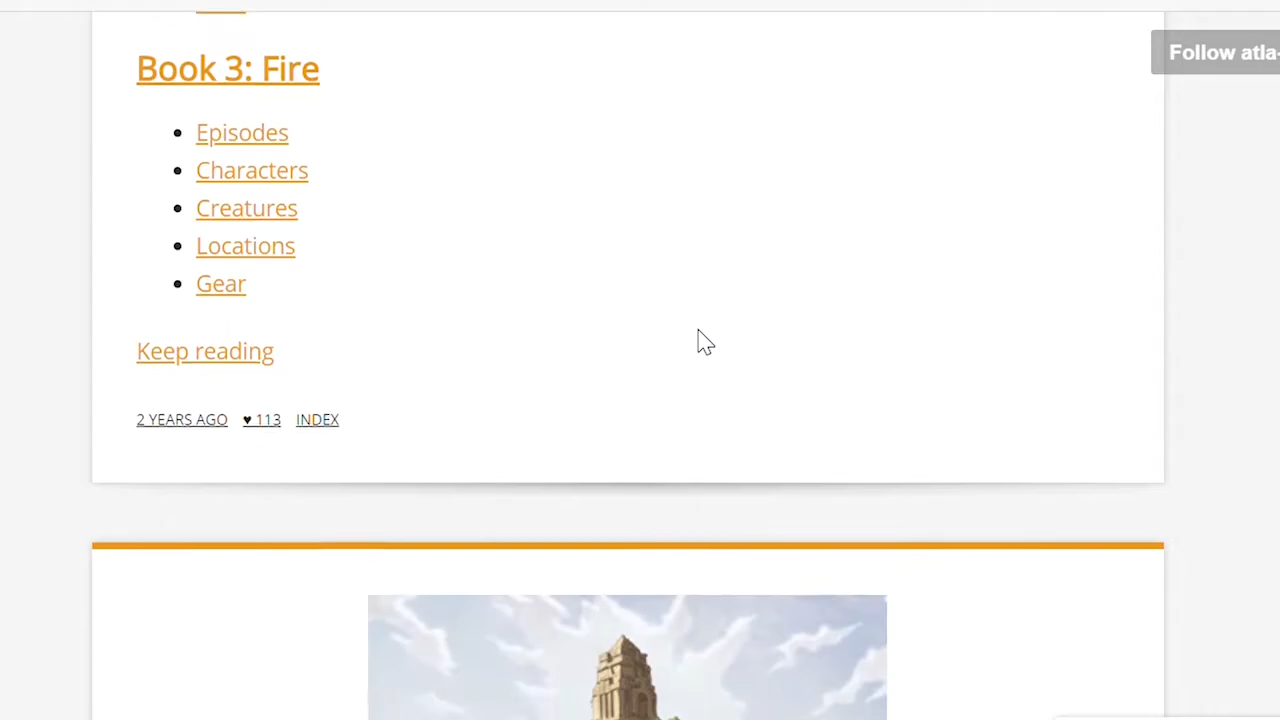 Follow atla-
Book 3: Fire
Episodes
Characters
Creatures
Locations
Gear
Keep reading
2 YEARS AGO ♥ 113 INDEX